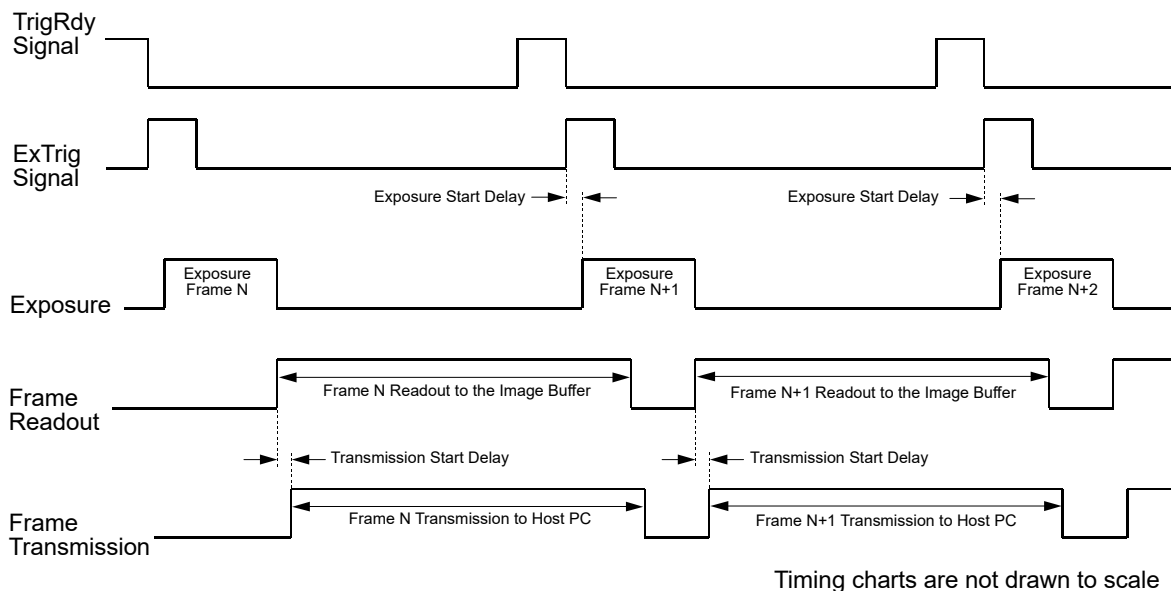 TrigRdy
Signal
ExTrig
Signal
Exposure Start Delay
Exposure Start Delay
Exposure
Exposure
Frame N
Exposure
Frame N+1
Exposure
Frame N+2
Frame
Readout
Frame N Readout to the Image Buffer
Frame N+1 Readout to the Image Buffer
Transmission Start Delay
Transmission Start Delay
Frame
Transmission
Frame N Transmission to Host PC
Frame N+1 Transmission to Host PC
Timing charts are not drawn to scale